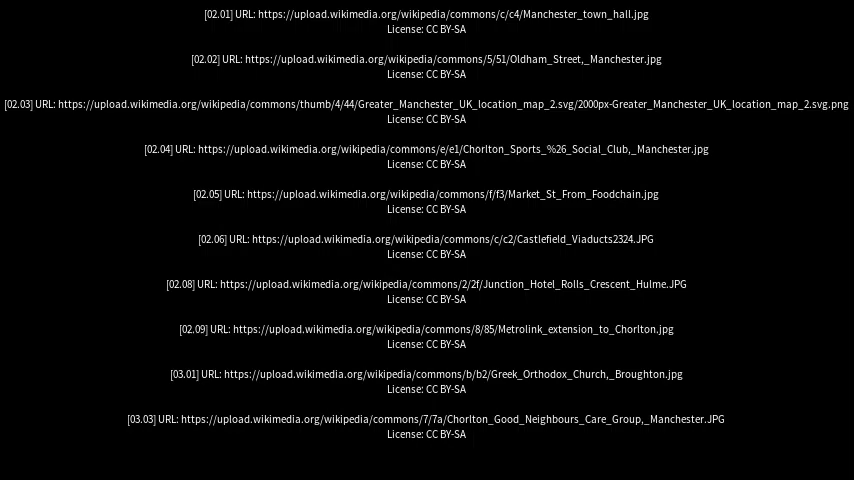 [02.01] URL: https://upload.wikimedia.org/wikipedia/commons/c/c4/Manchester_town_hall.jpg
License: CC BY-SA
[02.02] URL: https://upload.wikimedia.org/wikipedia/commons/5/51/Oldham_Street,_Manchester.jpg
License: CC BY-SA
[02.03] URL: https://upload.wikimedia.org/wikipedia/commons/thumb/4/44/Greater_Manchester_UK_location_map_2.svg/2000px-Greater_Manchester_UK_location_map_2.svg.png
License: CC BY-SA
[02.04] URL: https://upload.wikimedia.org/wikipedia/commons/e/e1/Chorlton_Sports_%26_Social_Club,_Manchester.jpg
License: CC BY-SA
[02.05] URL: https://upload.wikimedia.org/wikipedia/commons/f/f3/Market_St_From_Foodchain.jpg
License: CC BY-SA
[02.06] URL: https://upload.wikimedia.org/wikipedia/commons/c/c2/Castlefield_Viaducts2324.JPG
License: CC BY-SA
[02.08] URL: https://upload.wikimedia.org/wikipedia/commons/2/2f/Junction_Hotel_Rolls_Crescent_Hulme.JPG
License: CC BY-SA
[02.09] URL: https://upload.wikimedia.org/wikipedia/commons/8/85/Metrolink_extension_to_Chorlton.jpg
License: CC BY-SA
[03.01] URL: https://upload.wikimedia.org/wikipedia/commons/b/b2/Greek_Orthodox_Church,_Broughton.jpg
License: CC BY-SA
[03.03] URL: https://upload.wikimedia.org/wikipedia/commons/7/7a/Chorlton_Good_Neighbours_Care_Group,_Manchester.JPG
License: CC BY-SA